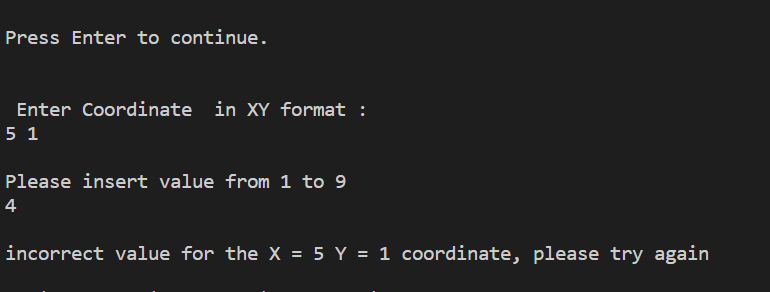 Press Enter to continue.
Enter Coordinate  in XY format :
5 1
Please insert value from 1 to 9
4
incorrect value for the X = 5 Y = 1 coordinate, please try again